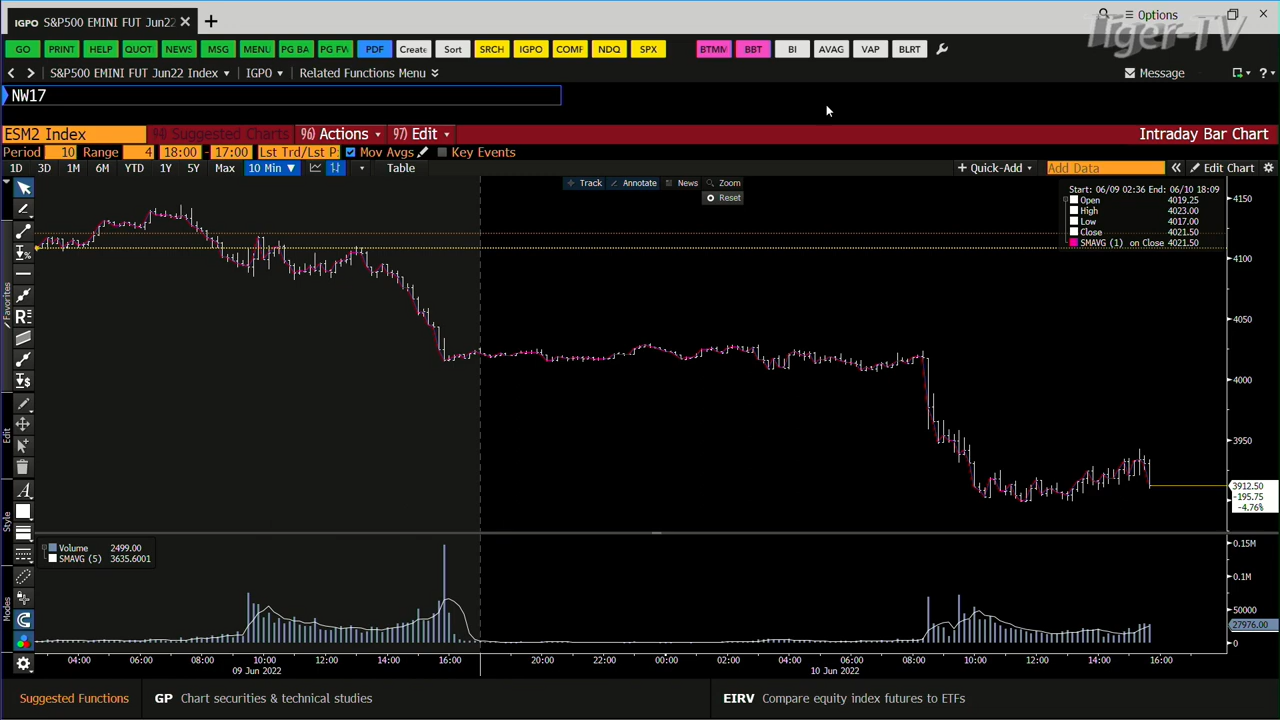 IGPO S&P500 EMINI FUT Jun22 × + Options
Tiger-TV
GO PRINT HELP QUOT NEWS MSG MENU PG BA PG FW PDF Create Sort SRCH IGPO COMF NDQ SPX BTMM BBT BI AVAG VAP BLRT
S&P500 EMINI FUT Jun22 Index IGPO Related Functions Menu Message ?
NW17
ESM2 Index 94) Suggested Charts 96) Actions 97) Edit Intraday Bar Chart
Period 10 Range 4 18:00 - 17:00 Lst Trd/Lst P Mov Avgs Key Events
1D 3D 1M 6M YTD 1Y 5Y Max 10 Min Table + Quick-Add Add Data Edit Chart
Track Annotate News Zoom
Reset
Start: 06/09 02:36 End: 06/10 18:09
Open 4019.25
High 4023.00
Low 4017.00
Close 4021.50
SMAVG (1) on Close 4021.50
4150
4100
4050
4000
3950
3912.50
-195.75
-4.76%
Favorites
Edit
Style
Modes
Volume 2499.00
SMAVG (5) 3635.6001
0.15M
0.1M
50000
27976.00
0
04:00 06:00 08:00 10:00 12:00 14:00 16:00 20:00 22:00 00:00 02:00 04:00 06:00 08:00 10:00 12:00 14:00 16:00
09 Jun 2022 10 Jun 2022
Suggested Functions GP Chart securities & technical studies EIRV Compare equity index futures to ETFs